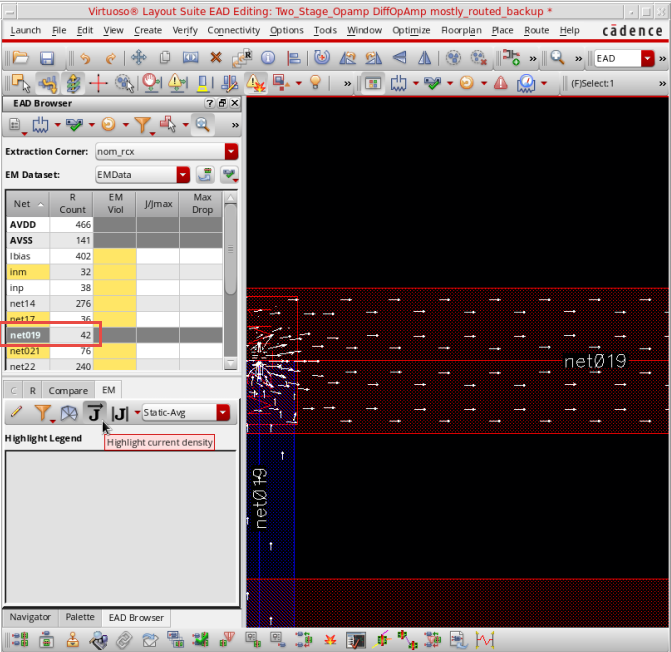 Virtuoso® Layout Suite EAD Editing: Two_Stage_Opamp DiffOpAmp mostly_routed_backup *
Launch File Edit View Create Verify Connectivity Options Tools Window Optimize Floorplan Place Route Help cādence
» EAD
» » (F)Select:1
EAD Browser
»
Extraction Corner: nom_rcx
EM Dataset: EMData
Net R Count EM Viol J/Jmax Max Drop
AVDD 466
AVSS 141
Ibias 402
inm 32
inp 38
net14 276
net17 36
net019 42
net021 76
net22 240
C R Compare EM
J |J| Static-Avg
Highlight Legend
Highlight current density
net019
net019
Navigator Palette EAD Browser